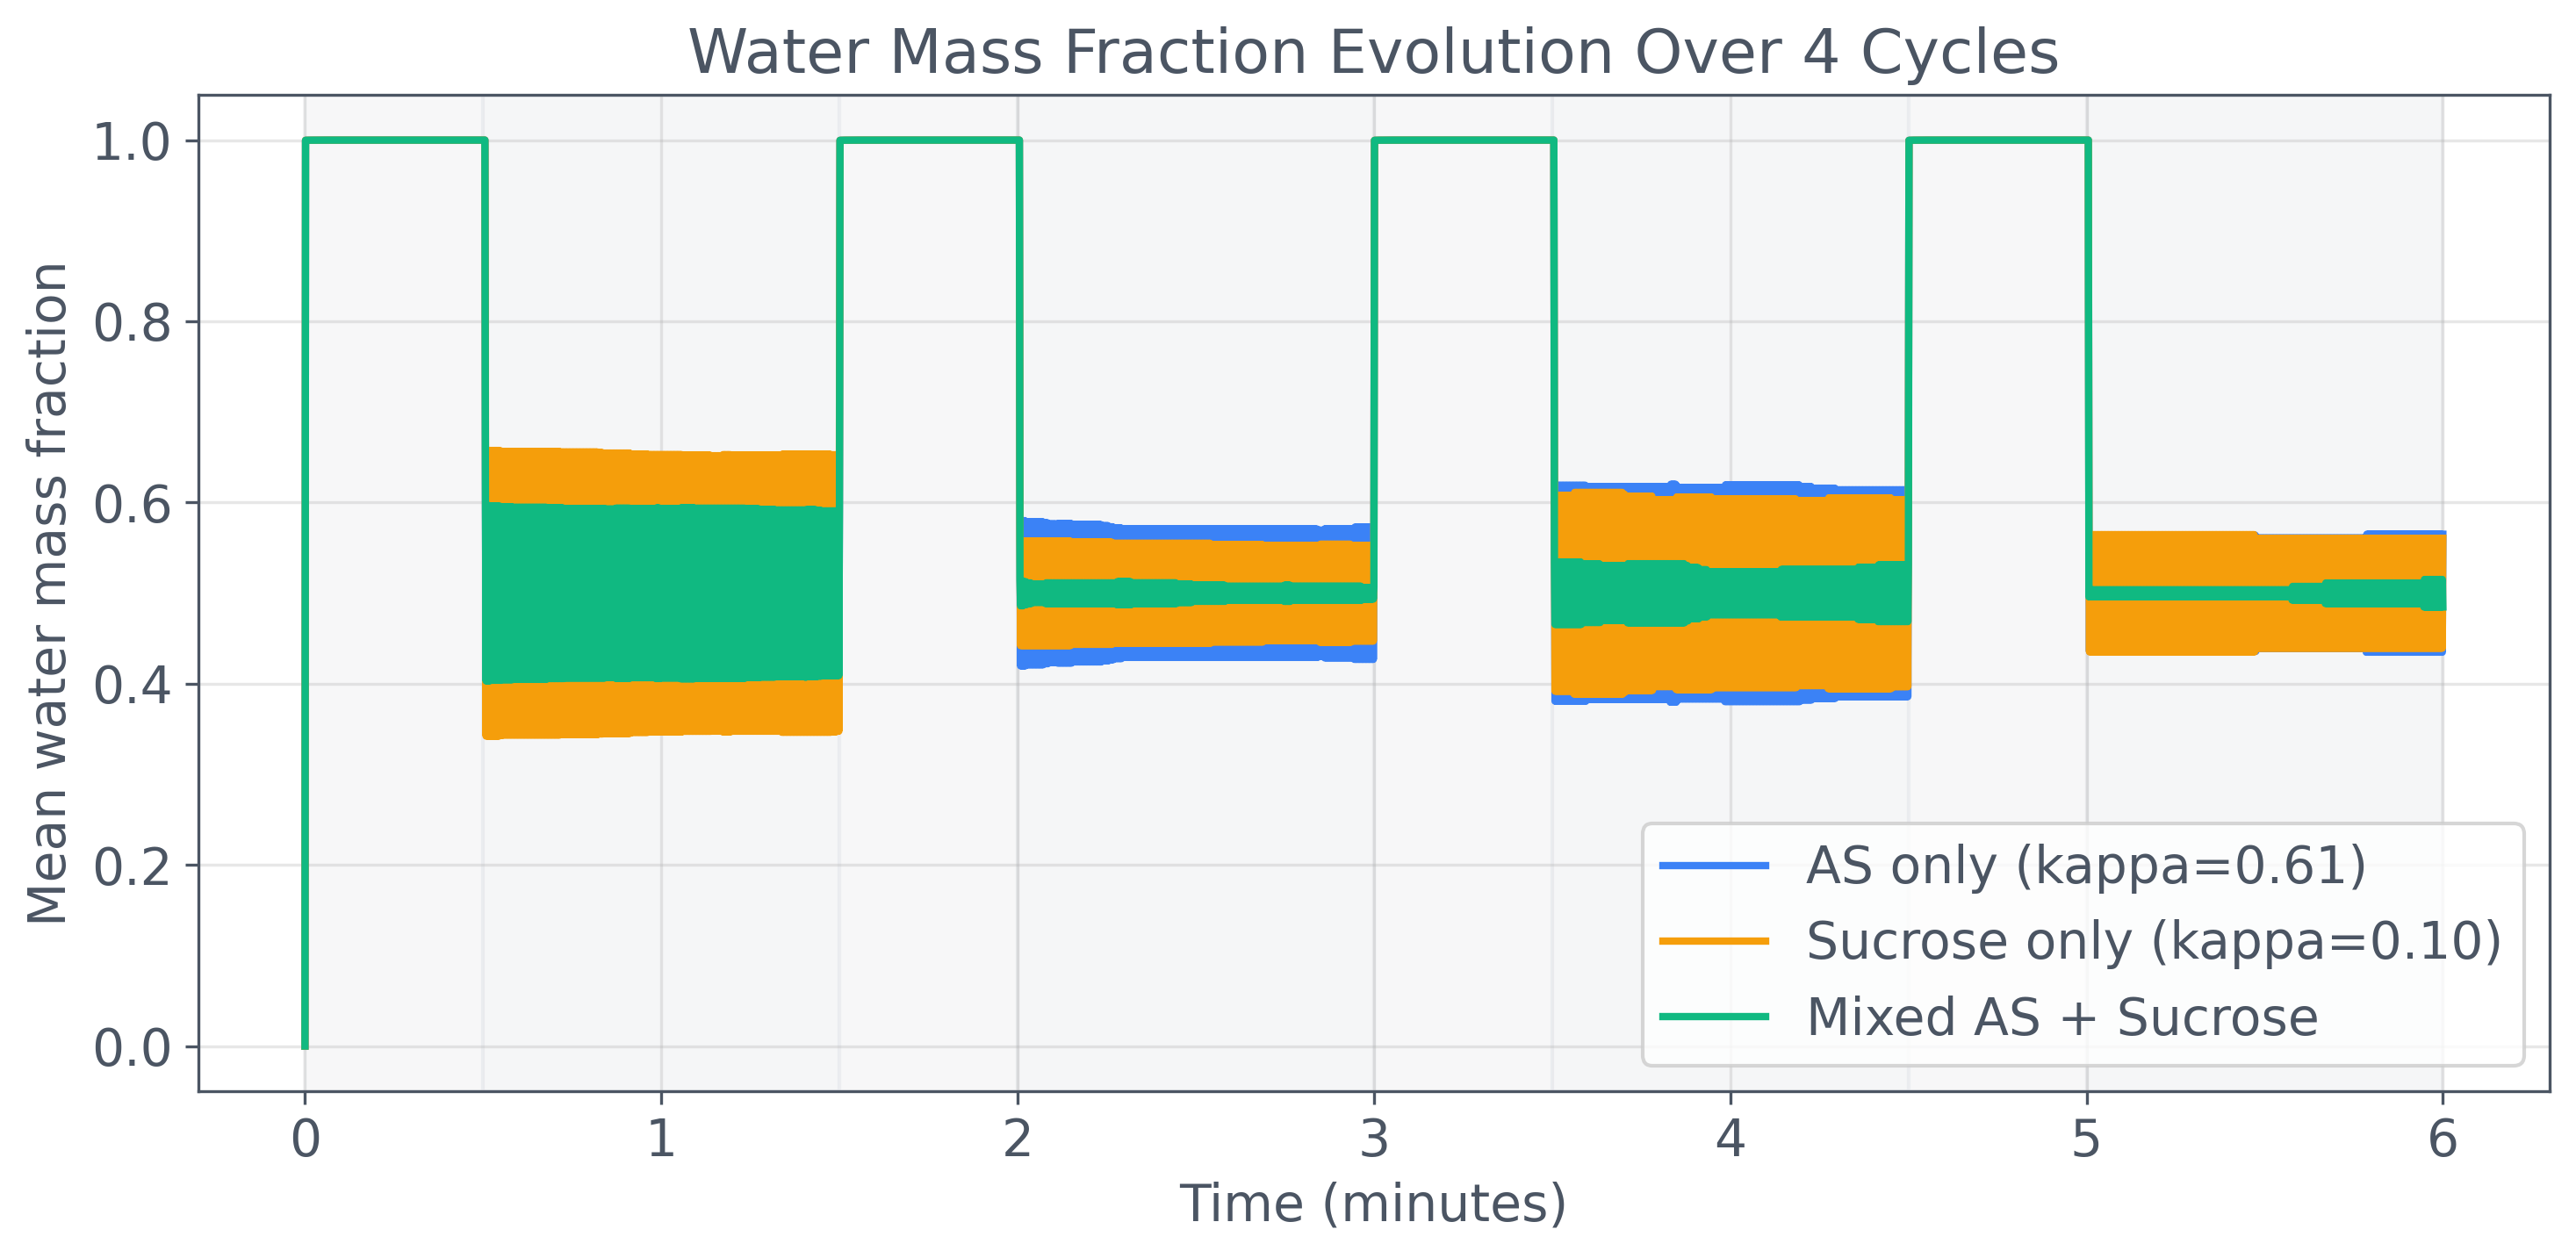 Water Mass Fraction Evolution Over 4 Cycles
Mean water mass fraction
1.0
0.8
0.6
0.4
0.2
0.0
AS only (kappa=0.61)
Sucrose only (kappa=0.10)
Mixed AS + Sucrose
0 1 2 3 4 5 6
Time (minutes)